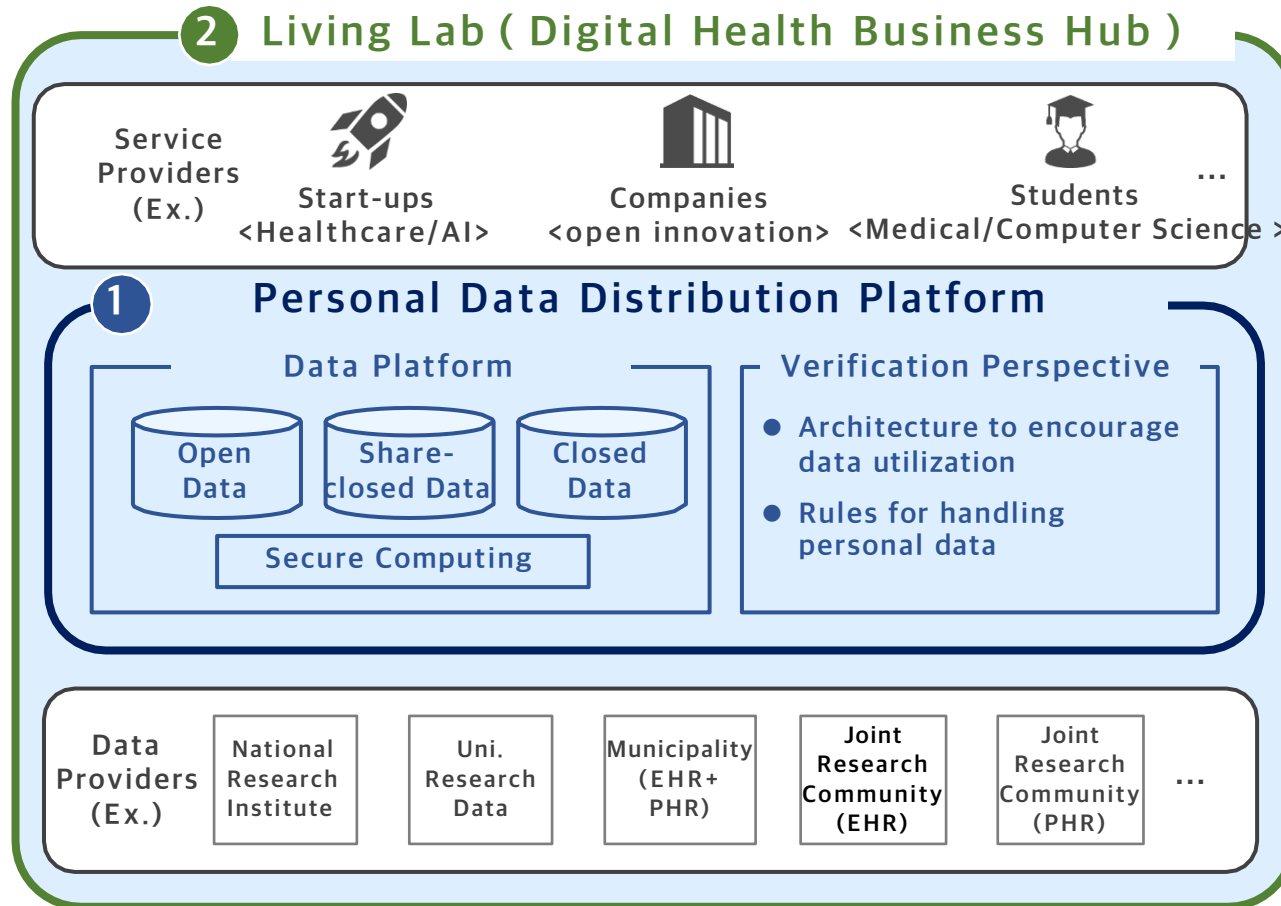 2 Living Lab ( Digital Health Business Hub )
Service
Providers
(Ex.)
Start-ups
<Healthcare/AI>
Companies
<open innovation>
Students
<Medical/Computer Science >
...
1 Personal Data Distribution Platform
Data Platform
Open
Data
Share-
closed Data
Closed
Data
Secure Computing
Verification Perspective
● Architecture to encourage
data utilization
● Rules for handling
personal data
Data
Providers
(Ex.)
National
Research
Institute
Uni.
Research
Data
Municipality
(EHR+
PHR)
Joint
Research
Community
(EHR)
Joint
Research
Community
(PHR)
...